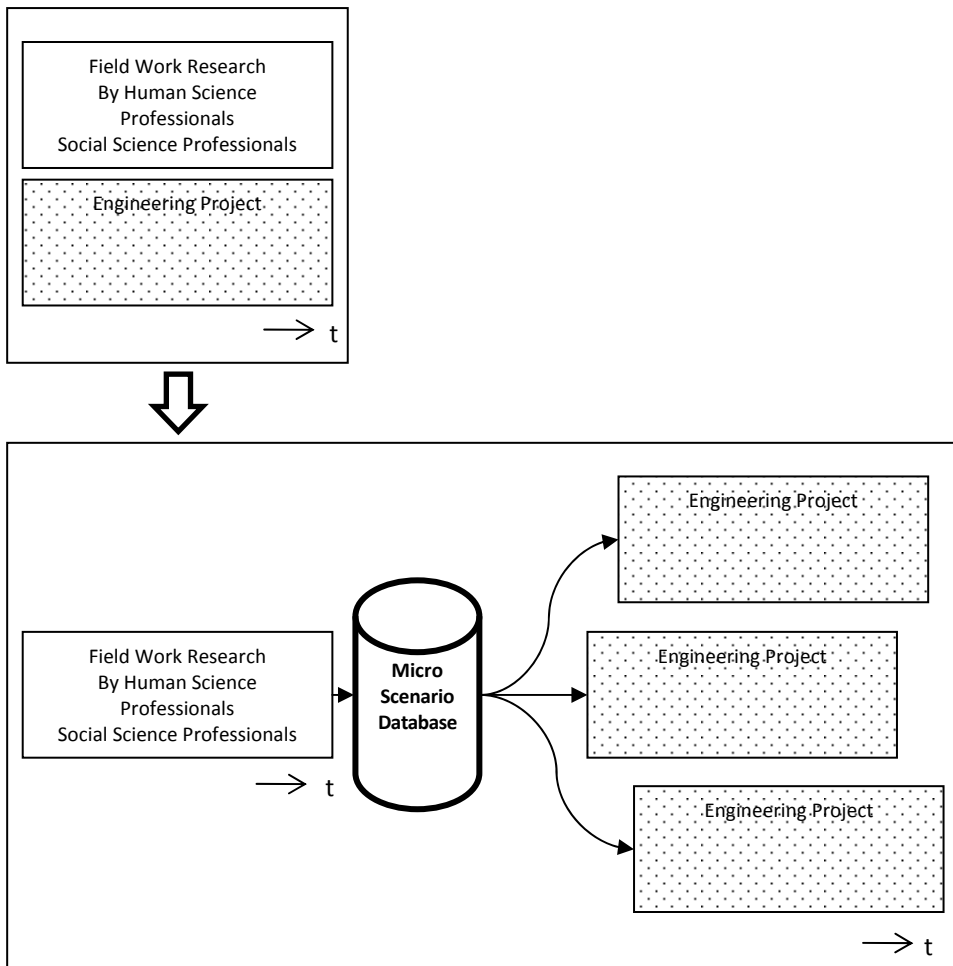 Field Work Research
By Human Science
Professionals
Social Science Professionals
Engineering Project
t
Engineering Project
Field Work Research
By Human Science
Professionals
Social Science Professionals
t
Micro
Scenario
Database
Engineering Project
Engineering Project
t